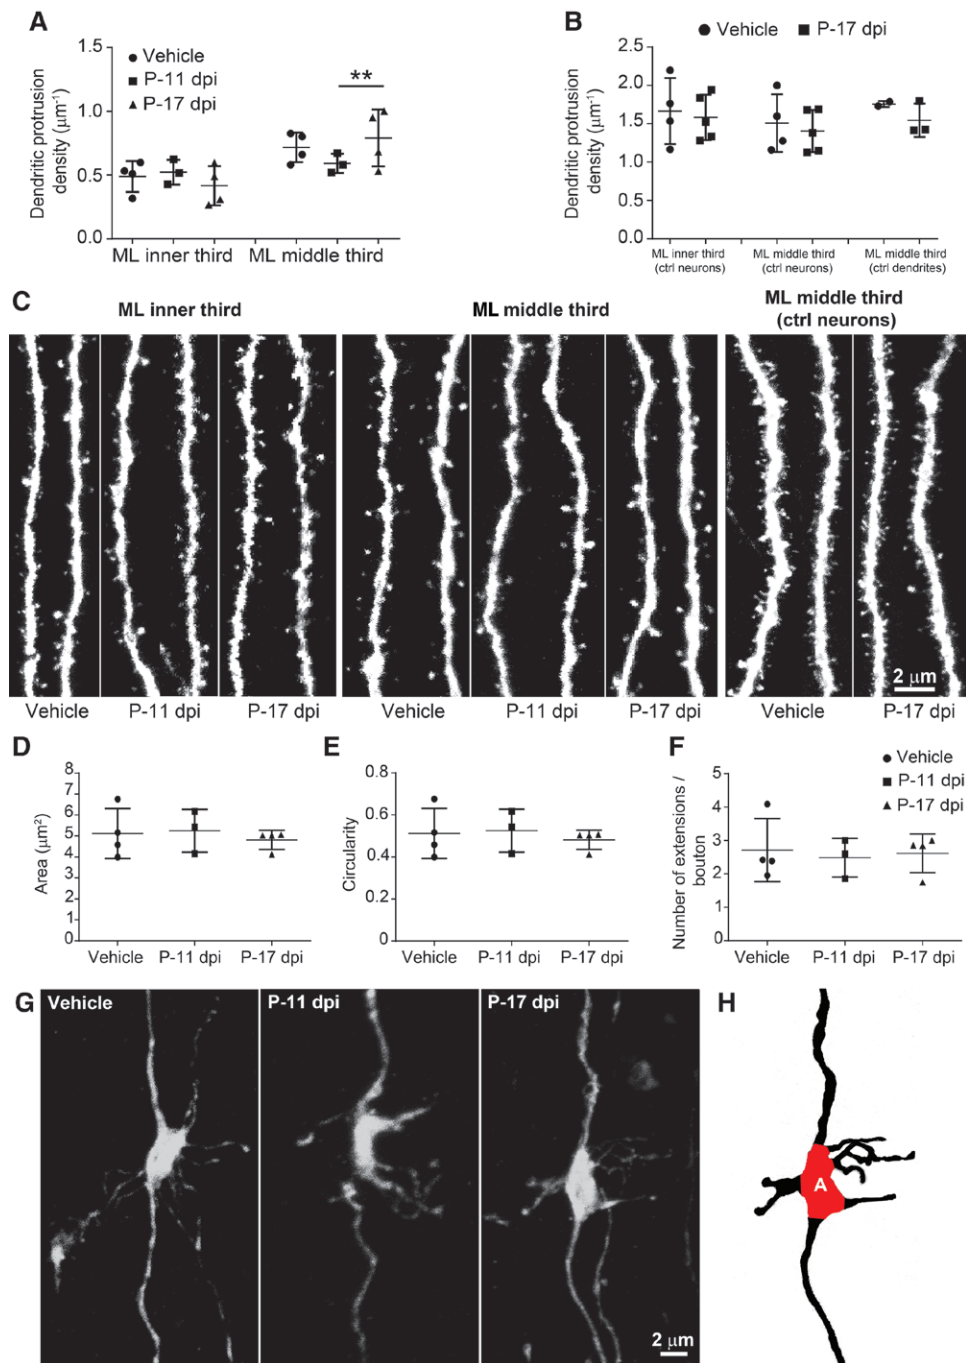 A
Dendritic protrusion
density (μm⁻¹)
1.5
1.0
0.5
0.0
Vehicle
P-11 dpi
P-17 dpi
**
ML inner third
ML middle third
B
Vehicle
P-17 dpi
Dendritic protrusion
density (μm⁻¹)
2.5
2.0
1.5
1.0
0.5
0.0
ML inner third
(ctrl neurons)
ML middle third
(ctrl neurons)
ML middle third
(ctrl dendrites)
C
ML inner third
ML middle third
ML middle third
(ctrl neurons)
2 μm
Vehicle
P-11 dpi
P-17 dpi
Vehicle
P-11 dpi
P-17 dpi
Vehicle
P-17 dpi
D
Area (μm²)
8
7
6
5
4
3
2
1
0
Vehicle
P-11 dpi
P-17 dpi
E
Circularity
0.8
0.6
0.4
0.2
0
Vehicle
P-11 dpi
P-17 dpi
F
Number of extensions /
bouton
5
4
3
2
1
0
Vehicle
P-11 dpi
P-17 dpi
Vehicle
P-11 dpi
P-17 dpi
G
Vehicle
P-11 dpi
P-17 dpi
2 μm
H
A